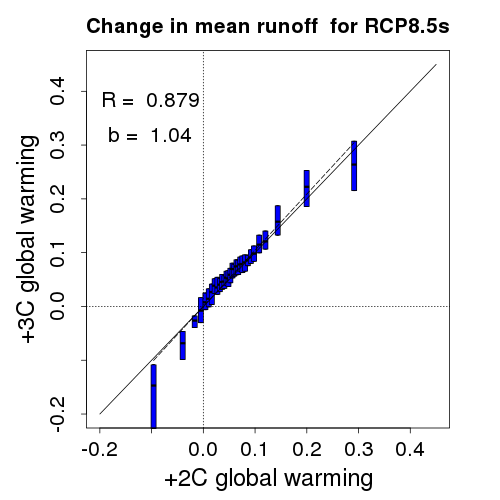 Change in mean runoff  for RCP8.5s
R =  0.879
b =  1.04
0.4
0.3
0.2
0.1
0.0
-0.2
+3C global warming
-0.2
0.0
0.1
0.2
0.3
0.4
+2C global warming